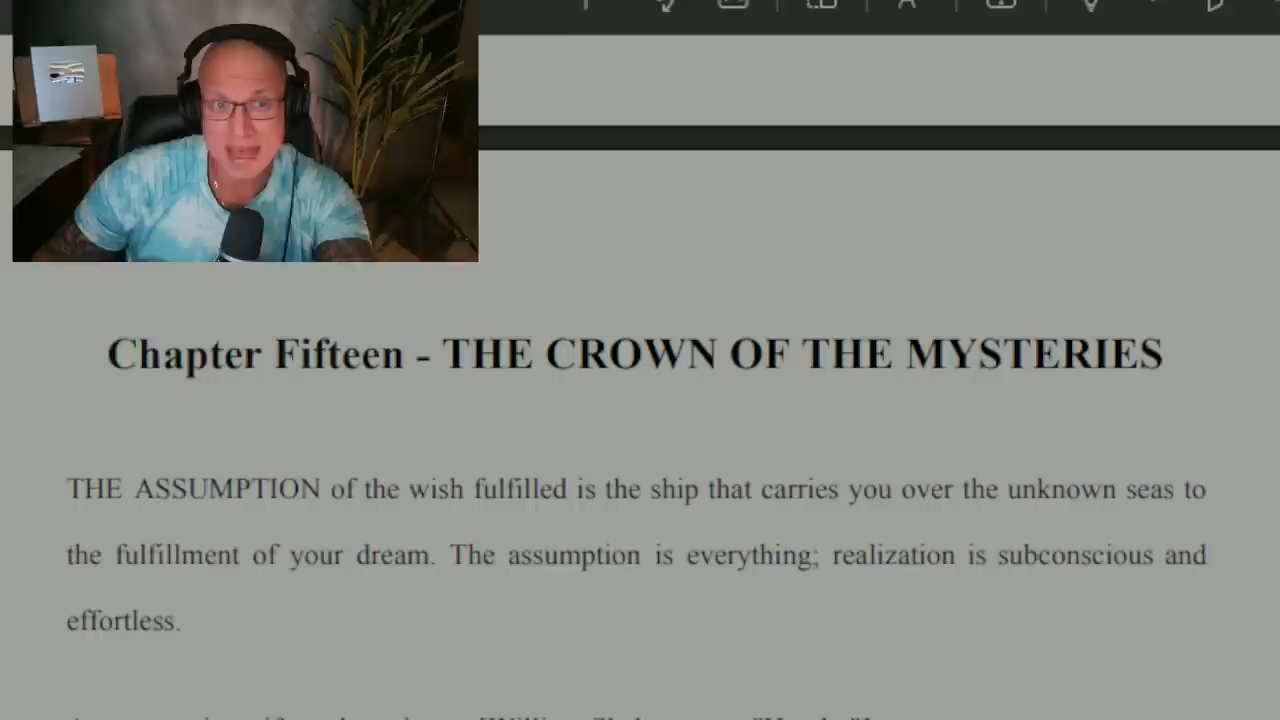 Chapter Fifteen - THE CROWN OF THE MYSTERIES
THE ASSUMPTION of the wish fulfilled is the ship that carries you over the unknown seas to
the fulfillment of your dream. The assumption is everything; realization is subconscious and
effortless.